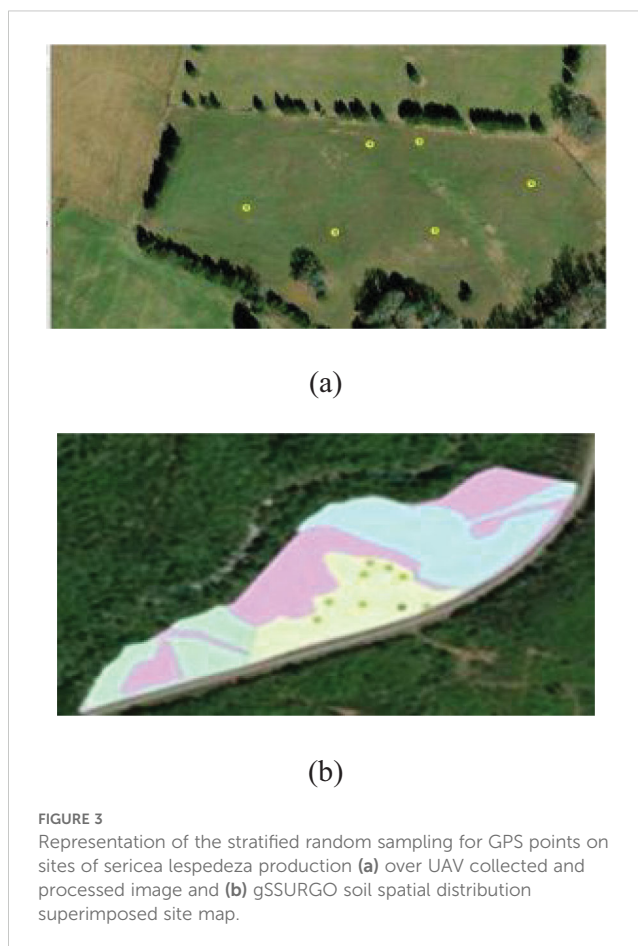 (a)
(b)
FIGURE 3
Representation of the stratified random sampling for GPS points on
sites of sericea lespedeza production (a) over UAV collected and
processed image and (b) gSSURGO soil spatial distribution
superimposed site map.